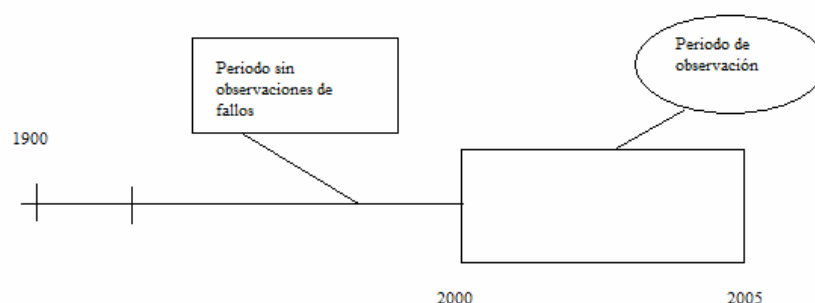 Periodo de
observación
Periodo sin
observaciones de
fallos
1900
2000
2005